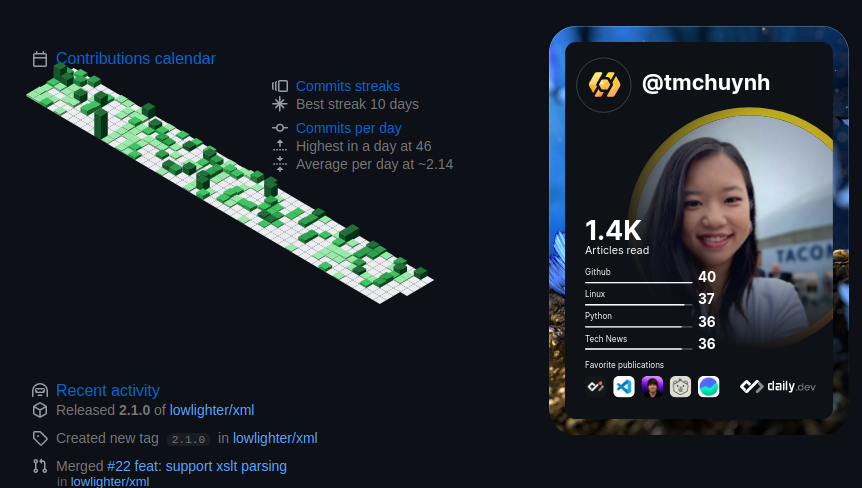 Contributions calendar
Commits streaks
Best streak 10 days
Commits per day
Highest in a day at 46
Average per day at ~2.14
Recent activity
Released 2.1.0 of lowlighter/xml
Created new tag 2.1.0 in lowlighter/xml
Merged #22 feat: support xslt parsing
in lowlighter/xml
@tmchuynh
TACOM
1.4K
Articles read
Github 40
Linux 37
Python 36
Tech News 36
Favorite publications
daily.dev